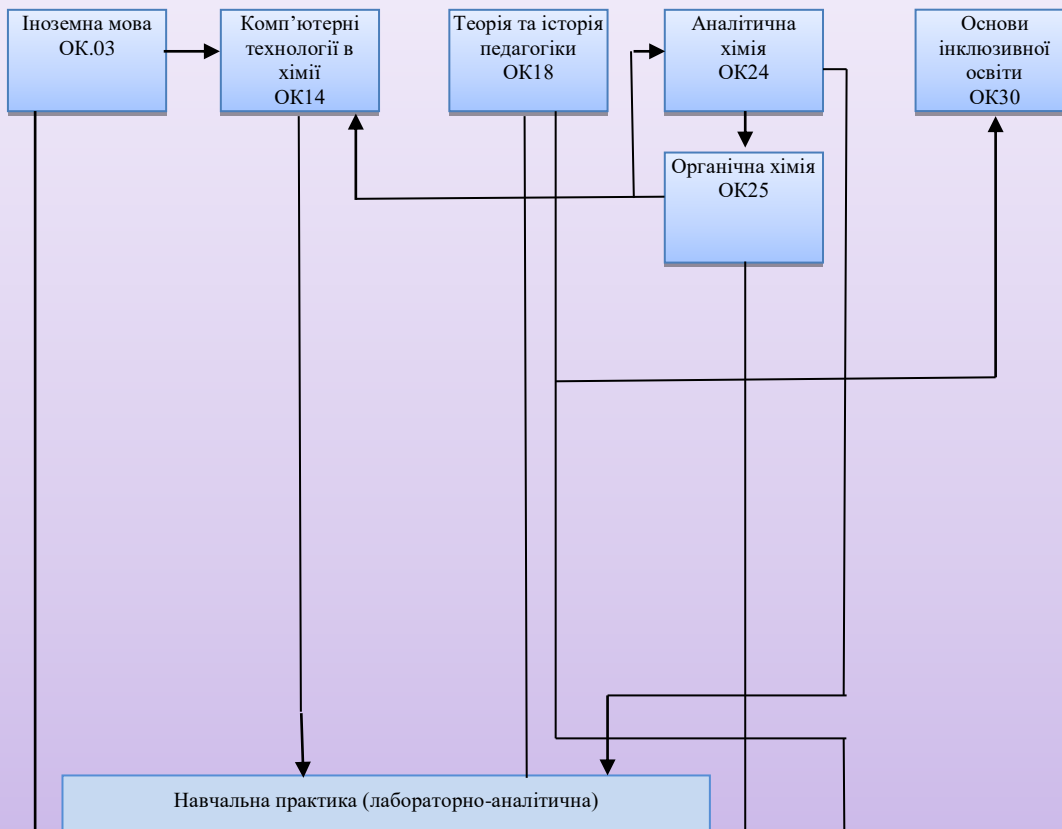 Іноземна мова
ОК.03
Комп’ютерні
технології в
хімії
ОК14
Теорія та історія
педагогіки
ОК18
Аналітична
хімія
ОК24
Основи
інклюзивної
освіти
ОК30
Органічна хімія
ОК25
Навчальна практика (лабораторно-аналітична)